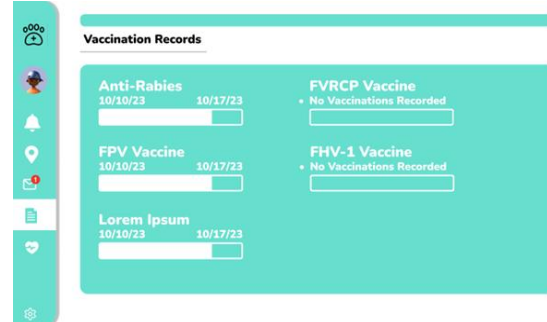 Vaccination Records
Anti-Rabies
10/10/23 10/17/23
FPV Vaccine
10/10/23 10/17/23
Lorem Ipsum
10/10/23 10/17/23
FVRCP Vaccine
• No Vaccinations Recorded
FHV-1 Vaccine
• No Vaccinations Recorded
1